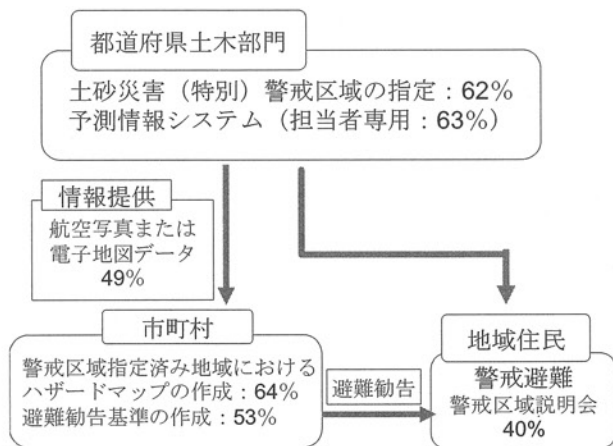 都道府県土木部門
土砂災害（特別）警戒区域の指定：62%
予測情報システム（担当者専用：63%）
情報提供
航空写真または
電子地図データ
49%
市町村
警戒区域指定済み地域における
ハザードマップの作成：64%
避難勧告基準の作成：53%
避難勧告
地域住民
警戒避難
警戒区域説明会
40%